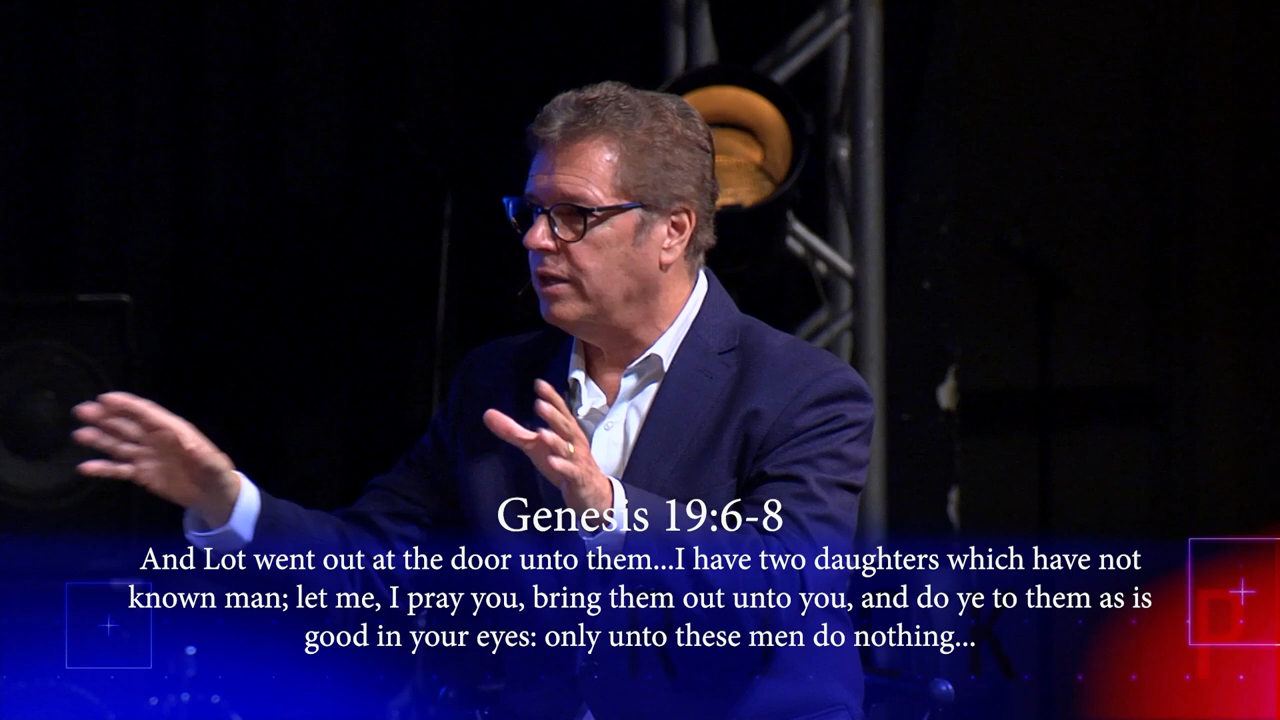 Genesis 19:6-8
And Lot went out at the door unto them...I have two daughters which have not
known man; let me, I pray you, bring them out unto you, and do ye to them as is
good in your eyes: only unto these men do nothing...